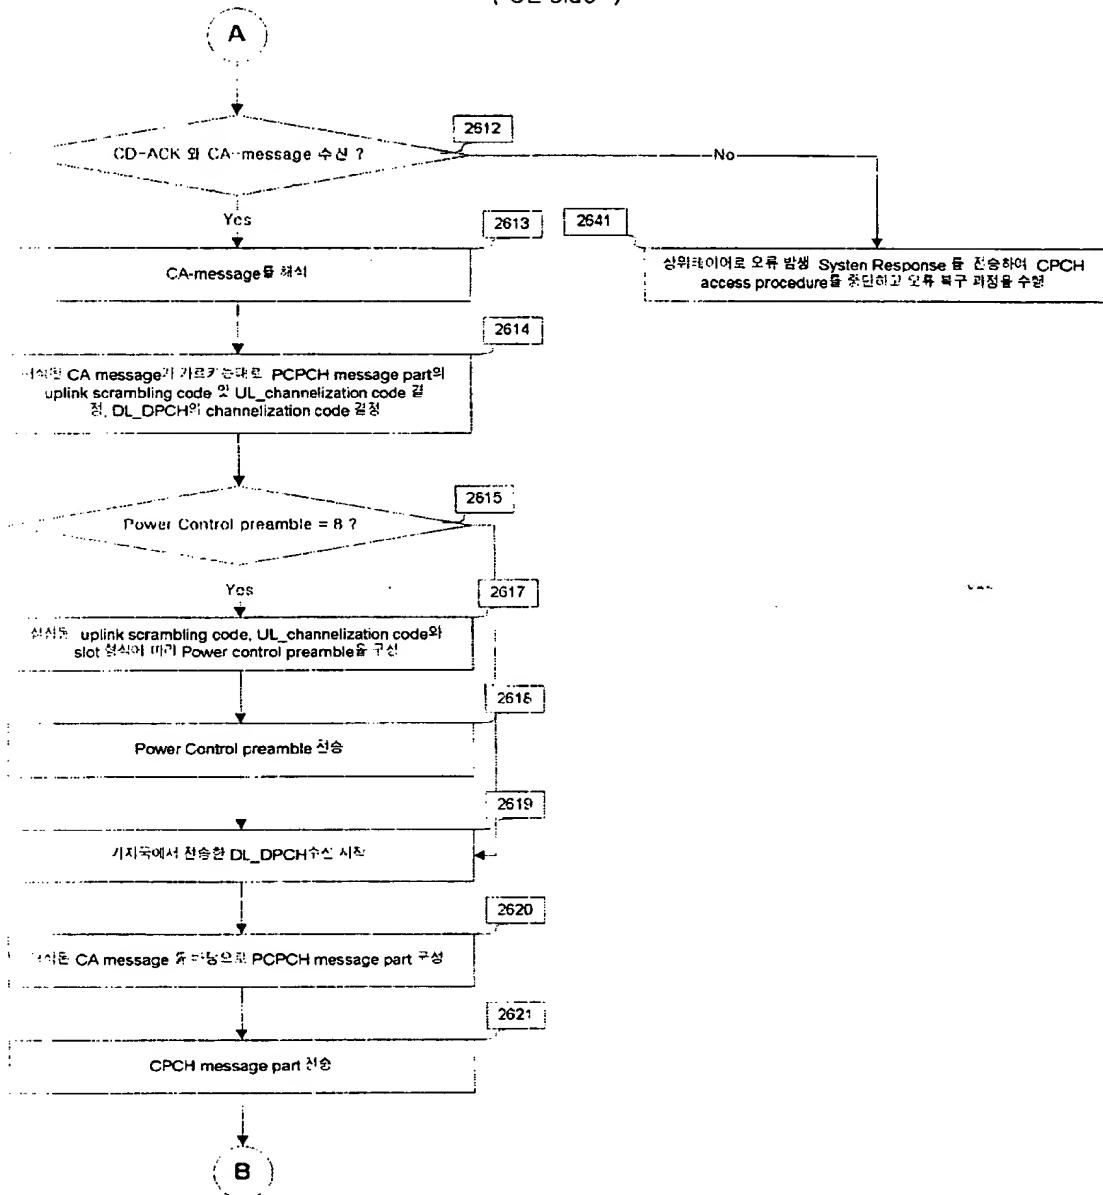 A
2612
CD-ACK 와 CA-message 수신 ?
No
Yes
2613
2641
CA-message를 해석
상위레이어로 오류 발생 System Response 를 전송하여 CPCH
access procedure를 중단하고 오류 복구 과정을 수행
2614
해석된 CA message가 가르키는대로 PCPCH message part의
uplink scrambling code 및 UL_channelization code 결
정, DL_DPCH의 channelization code 결정
2615
Power Control preamble = 8 ?
Yes
2617
uplink scrambling code, UL_channelization code와
slot 형식에 따라 Power control preamble을 구성
2618
Power Control preamble 전송
2619
기지국에서 전송한 DL_DPCH수신 시작
2620
해석된 CA message 를 바탕으로 PCPCH message part 구성
2621
CPCH message part 전송
B